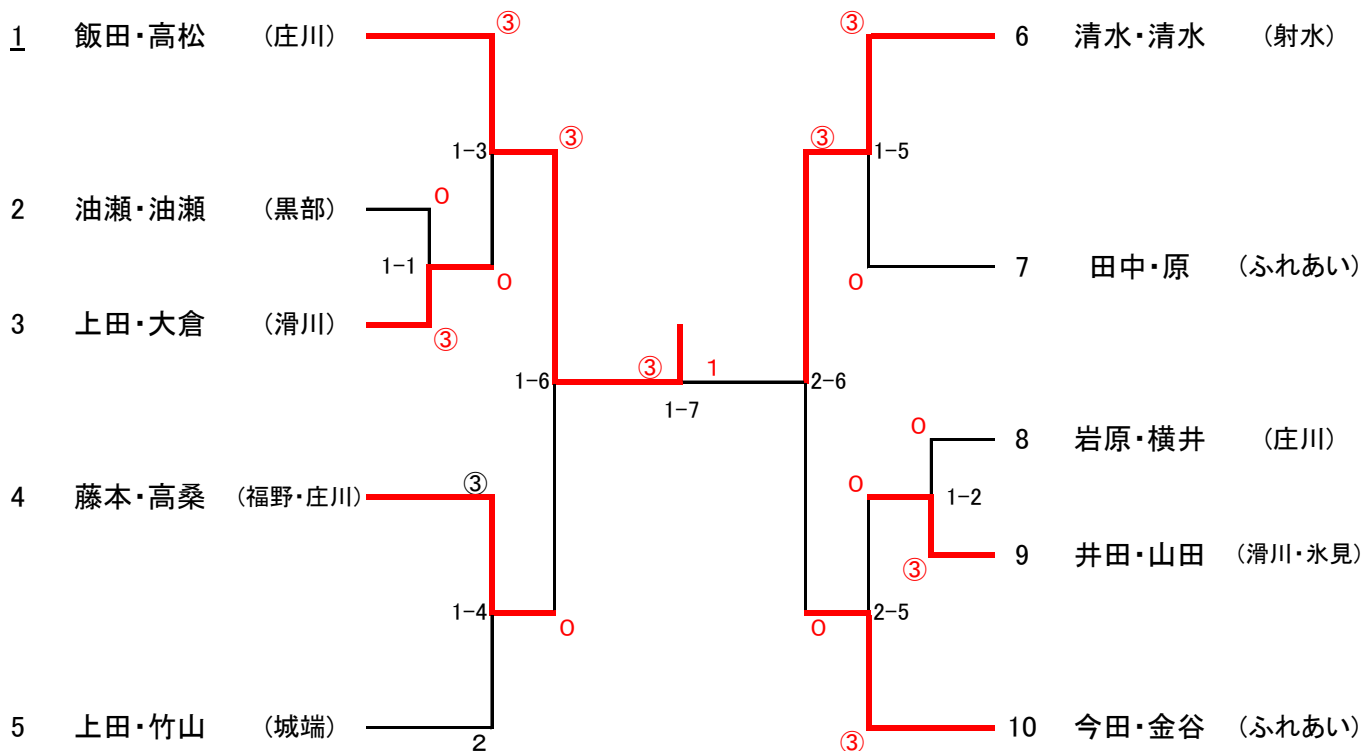 1 飯田・高松 (庄川) ③ ③ 6 清水・清水 (射水)
③ ③
1-3 1-5
0
2 油瀬・油瀬 (黒部)
1-1 0 0 7 田中・原 (ふれあい)
3 上田・大倉 (滑川) ③
1-6 ③ 1 2-6
1-7
0 8 岩原・横井 (庄川)
4 藤本・高桑 (福野・庄川) ③ 0 1-2
9 井田・山田 (滑川・氷見) ③
1-4 0 0 2-5
5 上田・竹山 (城端) 2 ③ 10 今田・金谷 (ふれあい)